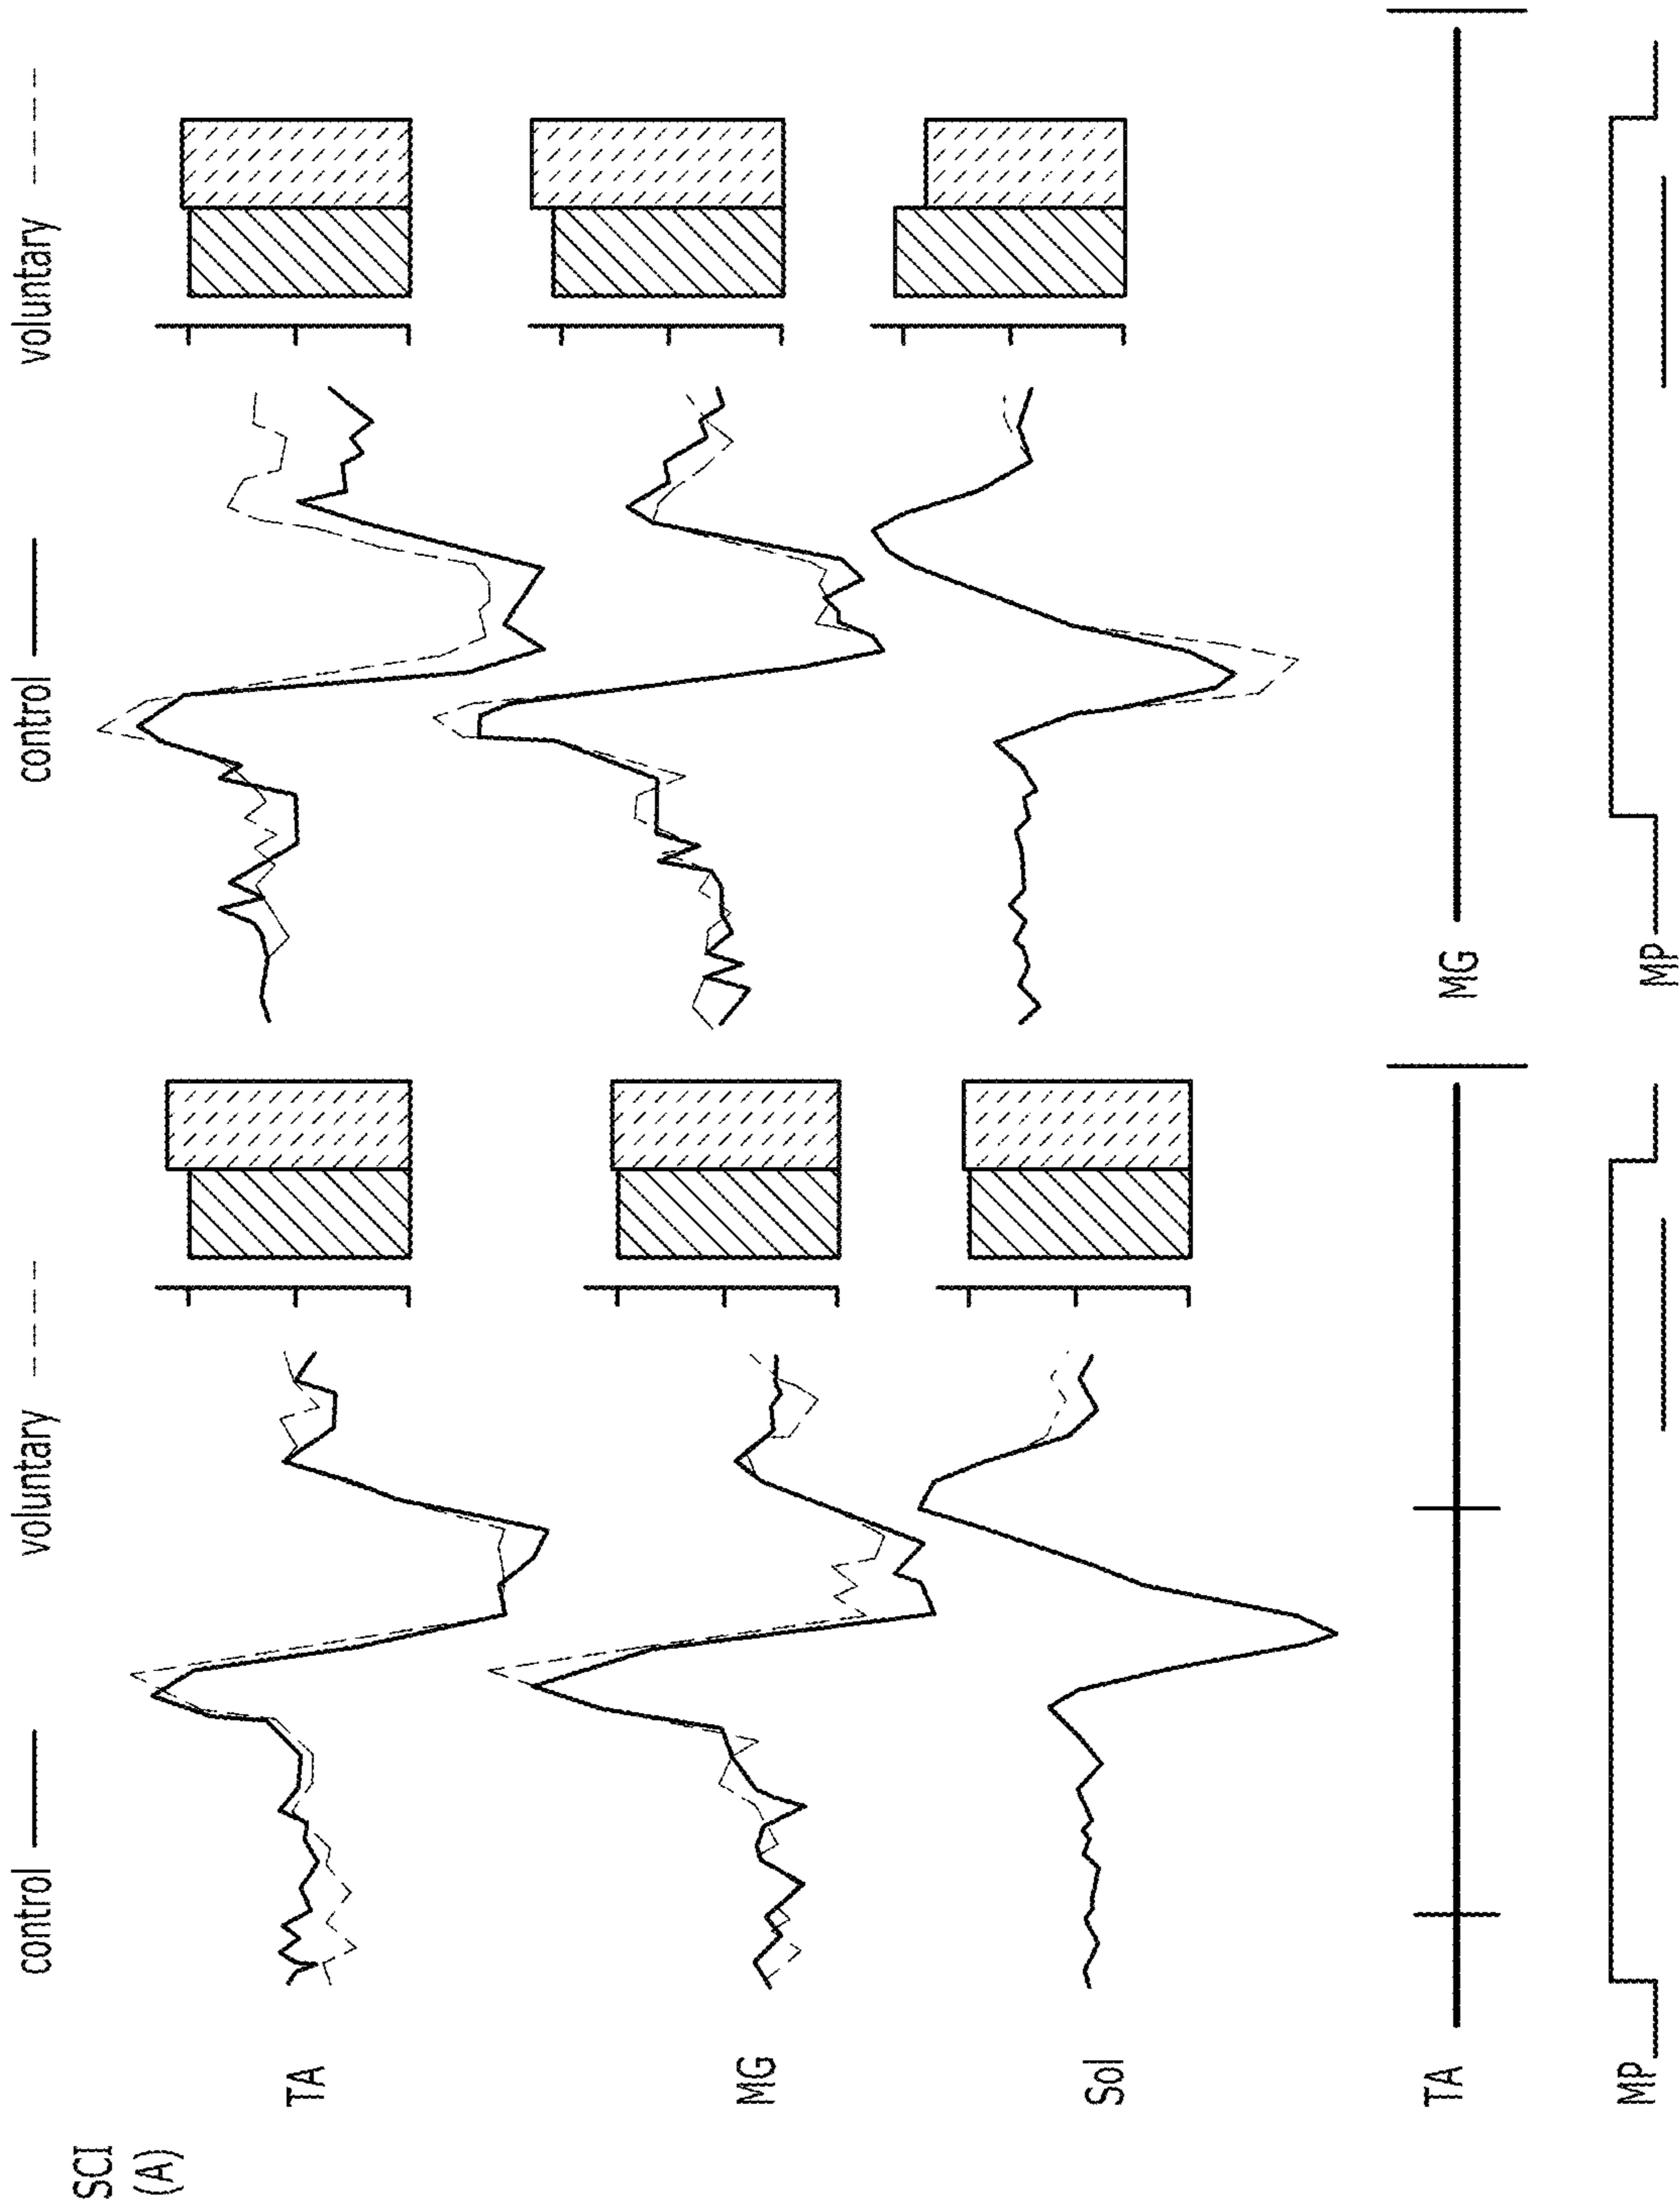 SCI
(A)
control voluntary control voluntary
TA
MG
Sol
TA MG
MP MP